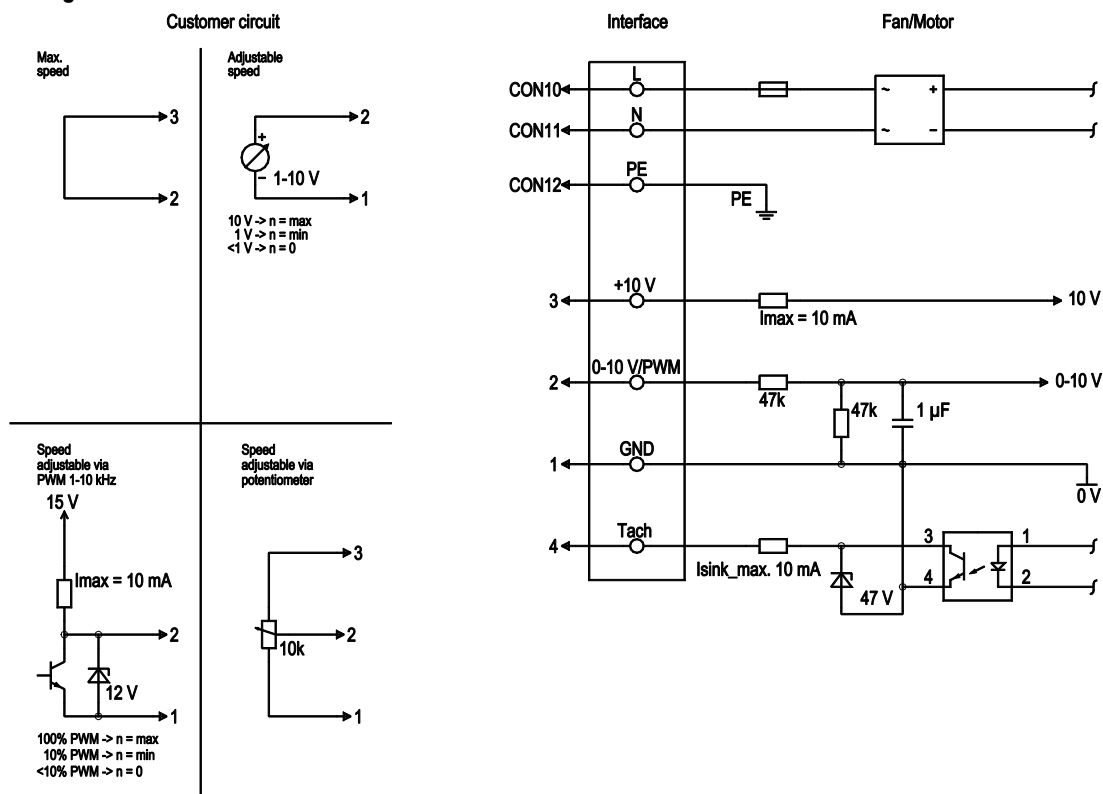 Customer circuit
Interface
Fan/Motor
Max.
speed
3
2
Adjustable
speed
2
+
–
1-10 V
1
10 V -> n = max
1 V -> n = min
<1 V -> n = 0
Speed
adjustable via
PWM 1-10 kHz
15 V
Imax = 10 mA
2
12 V
1
100% PWM -> n = max
10% PWM -> n = min
<10% PWM -> n = 0
Speed
adjustable via
potentiometer
3
2
10k
1
CON10
L
~
+
CON11
N
~
–
CON12
PE
PE
3
+10 V
Imax = 10 mA
10 V
2
0-10 V/PWM
47k
0-10 V
47k
1 µF
1
GND
0 V
4
Tach
Isink_max. 10 mA
47 V
3
4
1
2